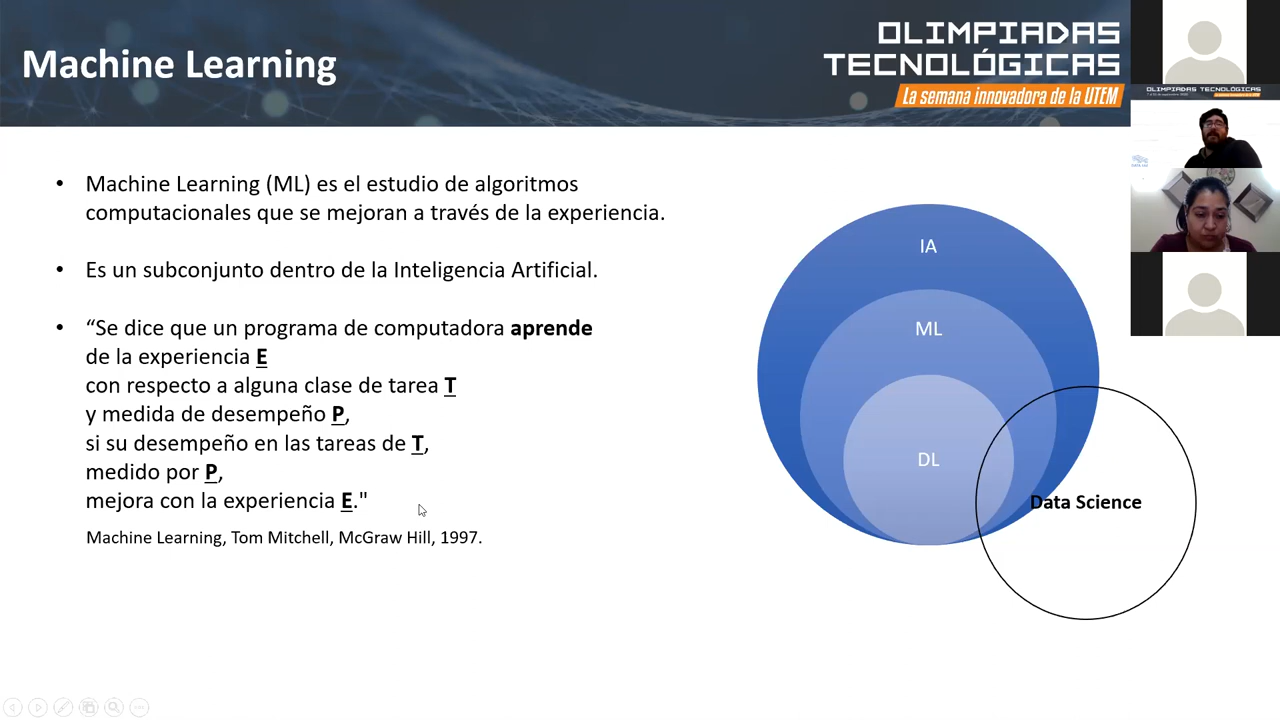 Machine Learning
OLIMPIADAS
TECNOLÓGICAS
La semana innovadora de la UTEM
• Machine Learning (ML) es el estudio de algoritmos
computacionales que se mejoran a través de la experiencia.
• Es un subconjunto dentro de la Inteligencia Artificial.
• “Se dice que un programa de computadora aprende
de la experiencia E
con respecto a alguna clase de tarea T
y medida de desempeño P,
si su desempeño en las tareas de T,
medido por P,
mejora con la experiencia E."
Machine Learning, Tom Mitchell, McGraw Hill, 1997.
IA
ML
DL
Data Science
OLIMPIADAS TECNOLÓGICAS